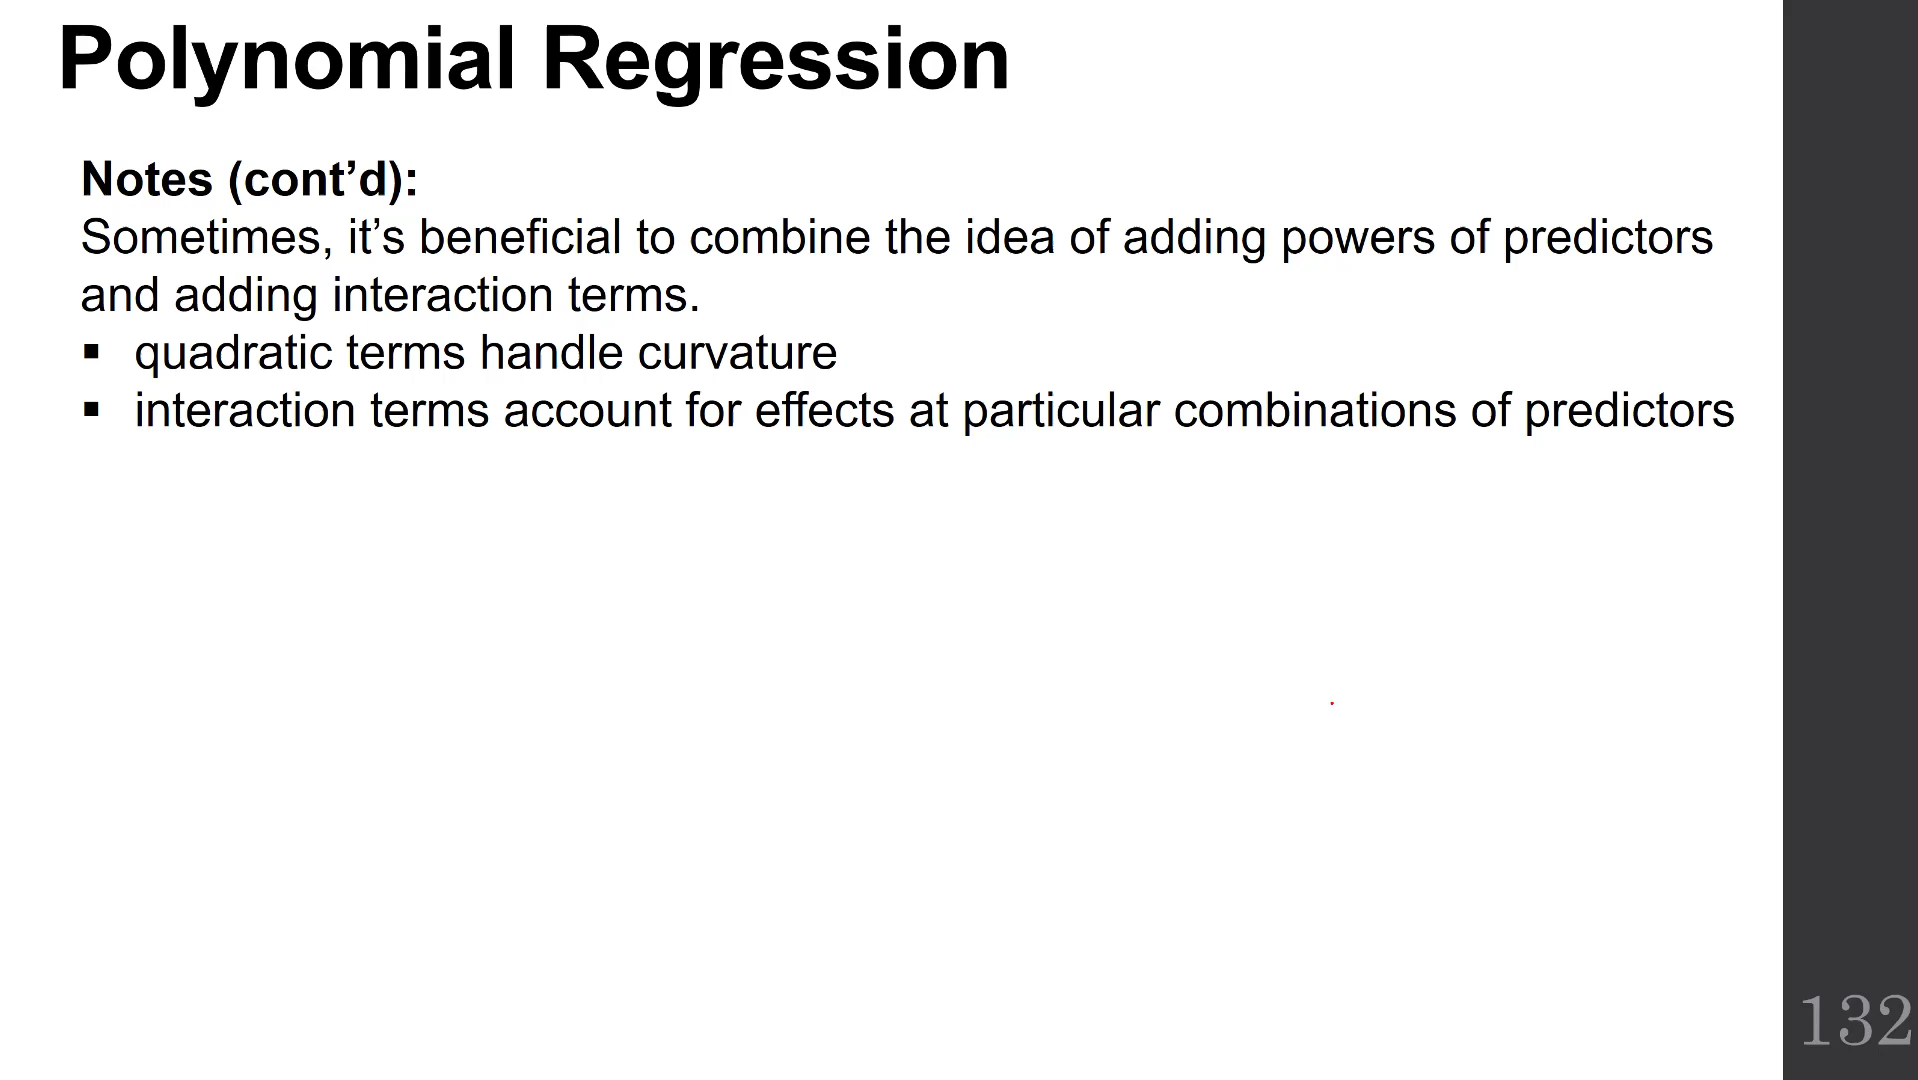 Polynomial Regression
Notes (cont’d):
Sometimes, it’s beneficial to combine the idea of adding powers of predictors
and adding interaction terms.
▪ quadratic terms handle curvature
▪ interaction terms account for effects at particular combinations of predictors
132